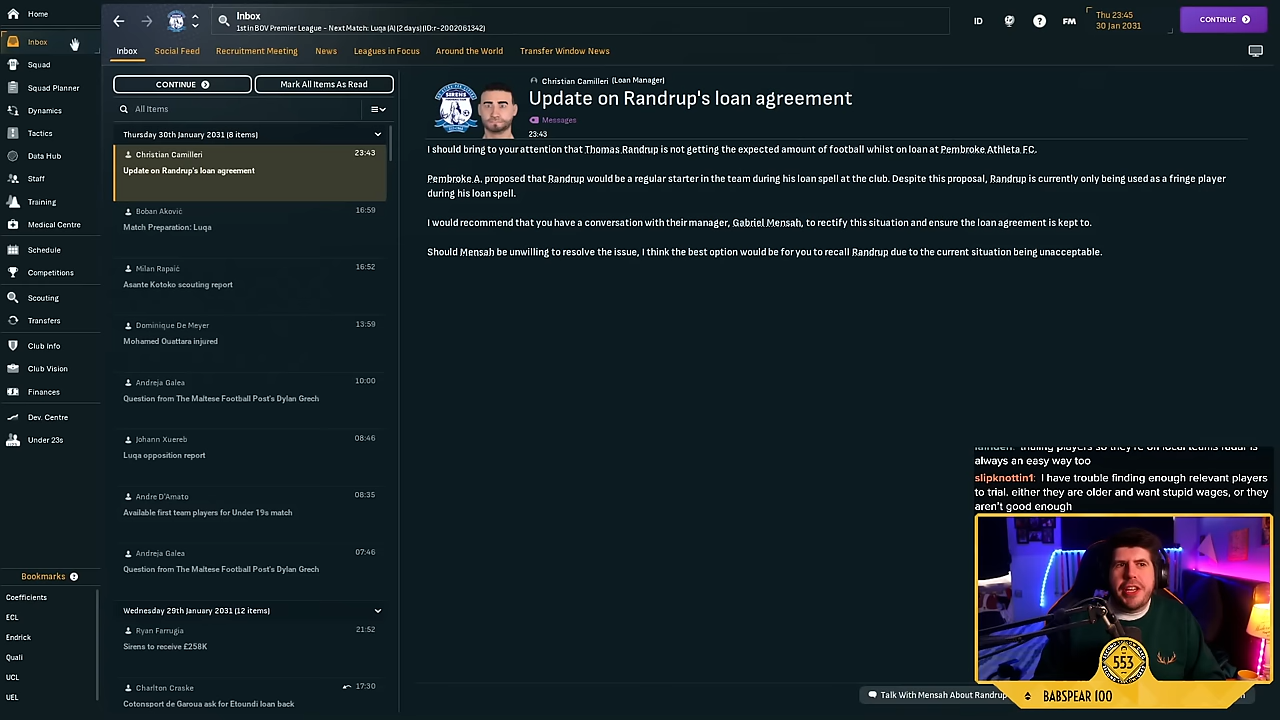 Home
Inbox
Squad
Squad Planner
Dynamics
Tactics
Data Hub
Staff
Training
Medical Centre
Schedule
Competitions
Scouting
Transfers
Club Info
Club Vision
Finances
Dev. Centre
Under 23s
Bookmarks
Coefficients
ECL
Endrick
Quali
UCL
UEL
Inbox
1st in BOV Premier League - Next Match: Luqa (A) (2 days) (ID:r-2002061342)
ID
FM
Thu 23:45
30 Jan 2031
CONTINUE
Inbox
Social Feed
Recruitment Meeting
News
Leagues in Focus
Around the World
Transfer Window News
CONTINUE
Mark All Items As Read
All Items
Thursday 30th January 2031 (8 items)
Christian Camilleri 23:43
Update on Randrup's loan agreement
Boban Aković 16:59
Match Preparation: Luqa
Milan Rapaić 16:52
Asante Kotoko scouting report
Dominique De Meyer 13:59
Mohamed Ouattara injured
Andreja Galea 10:00
Question from The Maltese Football Post's Dylan Grech
Johann Xuereb 08:46
Luqa opposition report
Andre D'Amato 08:35
Available first team players for Under 19s match
Andreja Galea 07:46
Question from The Maltese Football Post's Dylan Grech
Wednesday 29th January 2031 (12 items)
Ryan Farrugia 21:52
Sirens to receive £258K
Charlton Craske 17:30
Cotonsport de Garoua ask for Etoundi loan back
SIRENS
Christian Camilleri (Loan Manager)
Update on Randrup's loan agreement
Messages
23:43
I should bring to your attention that Thomas Randrup is not getting the expected amount of football whilst on loan at Pembroke Athleta FC.
Pembroke A. proposed that Randrup would be a regular starter in the team during his loan spell at the club. Despite this proposal, Randrup is currently only being used as a fringe player
during his loan spell.
I would recommend that you have a conversation with their manager, Gabriel Mensah, to rectify this situation and ensure the loan agreement is kept to.
Should Mensah be unwilling to resolve the issue, I think the best option would be for you to recall Randrup due to the current situation being unacceptable.
always an easy way too
slipknottin1: I have trouble finding enough relevant players
to trial. either they are older and want stupid wages, or they
aren't good enough
553
Talk With Mensah About Randrup
BABSPEAR 100